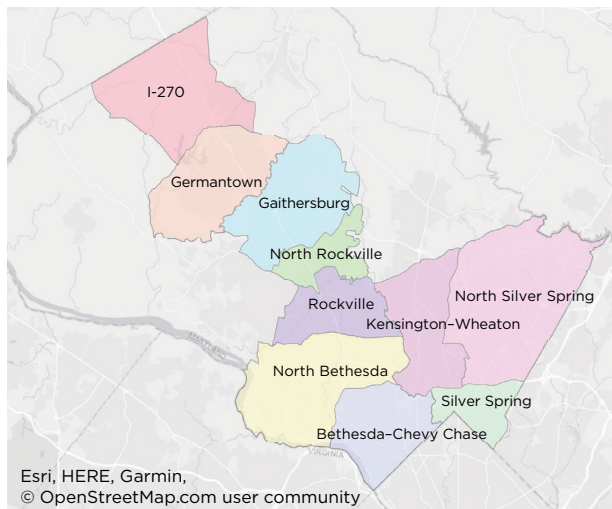 I-270
Germantown
Gaithersburg
North Rockville
Rockville
North Silver Spring
Kensington–Wheaton
North Bethesda
Silver Spring
Bethesda–Chevy Chase
MARYLAND
VIRGINIA
Esri, HERE, Garmin,
© OpenStreetMap.com user community